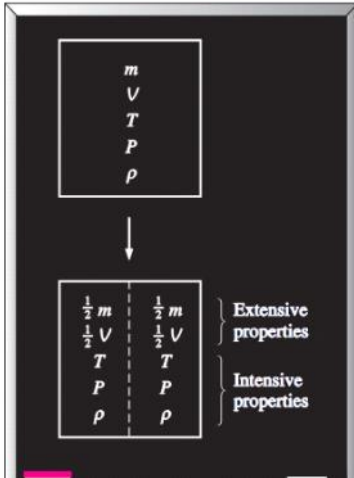 m
V
T
P
ρ
½ m ½ m
½ V ½ V
T T
P P
ρ ρ
Extensive
properties
Intensive
properties